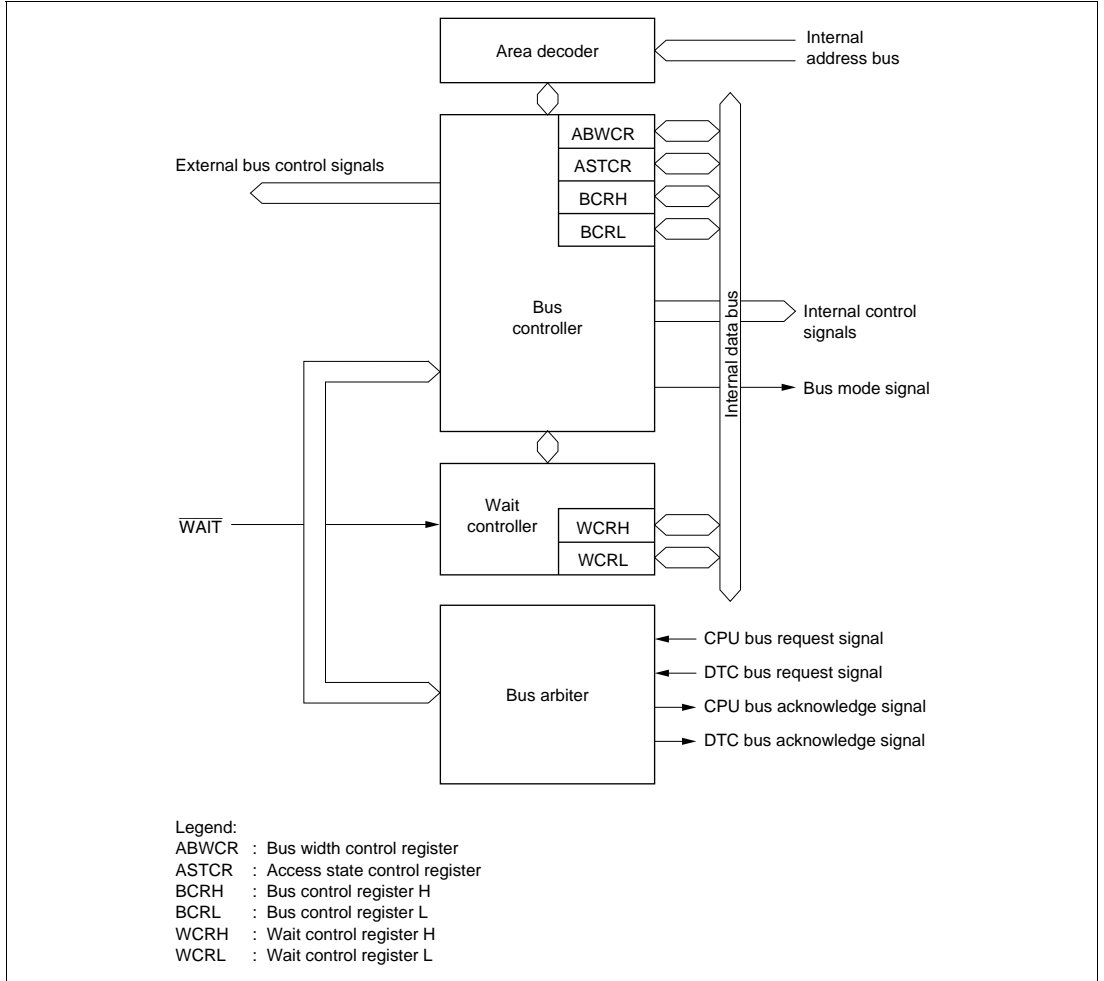 Area decoder
Internal
address bus
ABWCR
ASTCR
BCRH
BCRL
External bus control signals
Bus
controller
Internal data bus
Internal control
signals
Bus mode signal
Wait
controller
WAIT
WCRH
WCRL
Bus arbiter
CPU bus request signal
DTC bus request signal
CPU bus acknowledge signal
DTC bus acknowledge signal
Legend:
ABWCR : Bus width control register
ASTCR : Access state control register
BCRH : Bus control register H
BCRL : Bus control register L
WCRH : Wait control register H
WCRL : Wait control register L